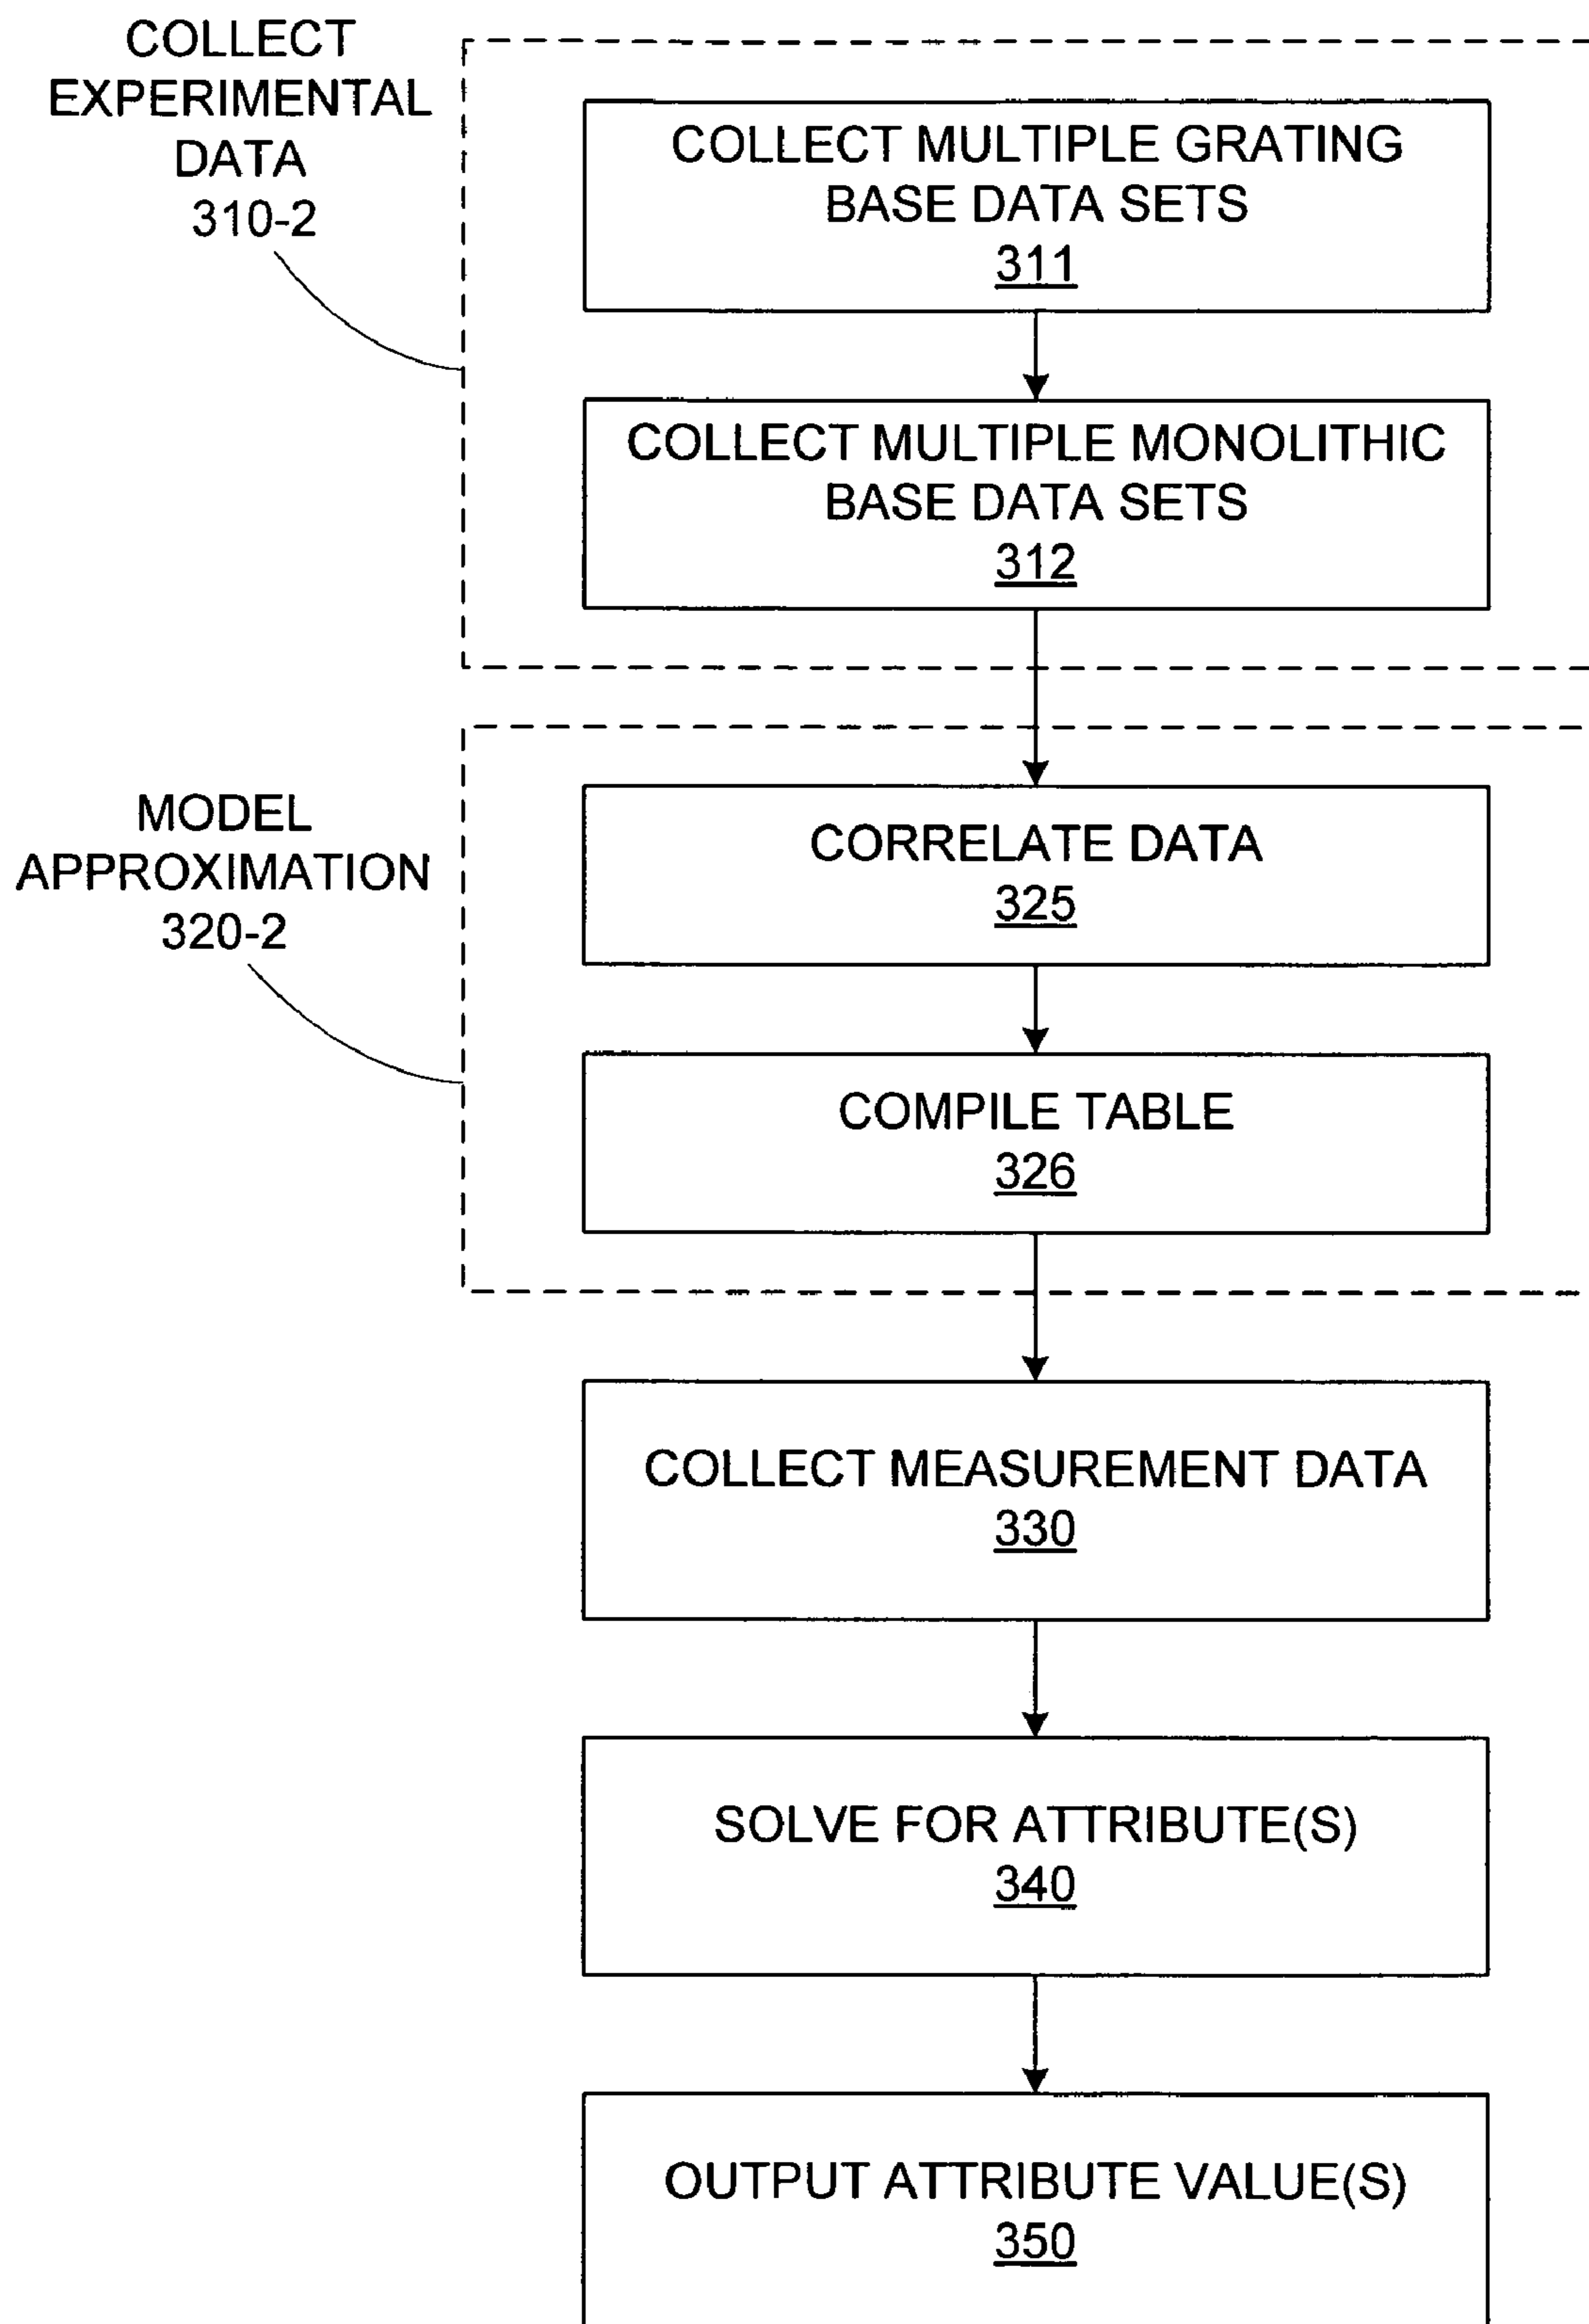 COLLECT
EXPERIMENTAL
DATA
310-2
COLLECT MULTIPLE GRATING
BASE DATA SETS
311
COLLECT MULTIPLE MONOLITHIC
BASE DATA SETS
312
MODEL
APPROXIMATION
320-2
CORRELATE DATA
325
COMPILE TABLE
326
COLLECT MEASUREMENT DATA
330
SOLVE FOR ATTRIBUTE(S)
340
OUTPUT ATTRIBUTE VALUE(S)
350